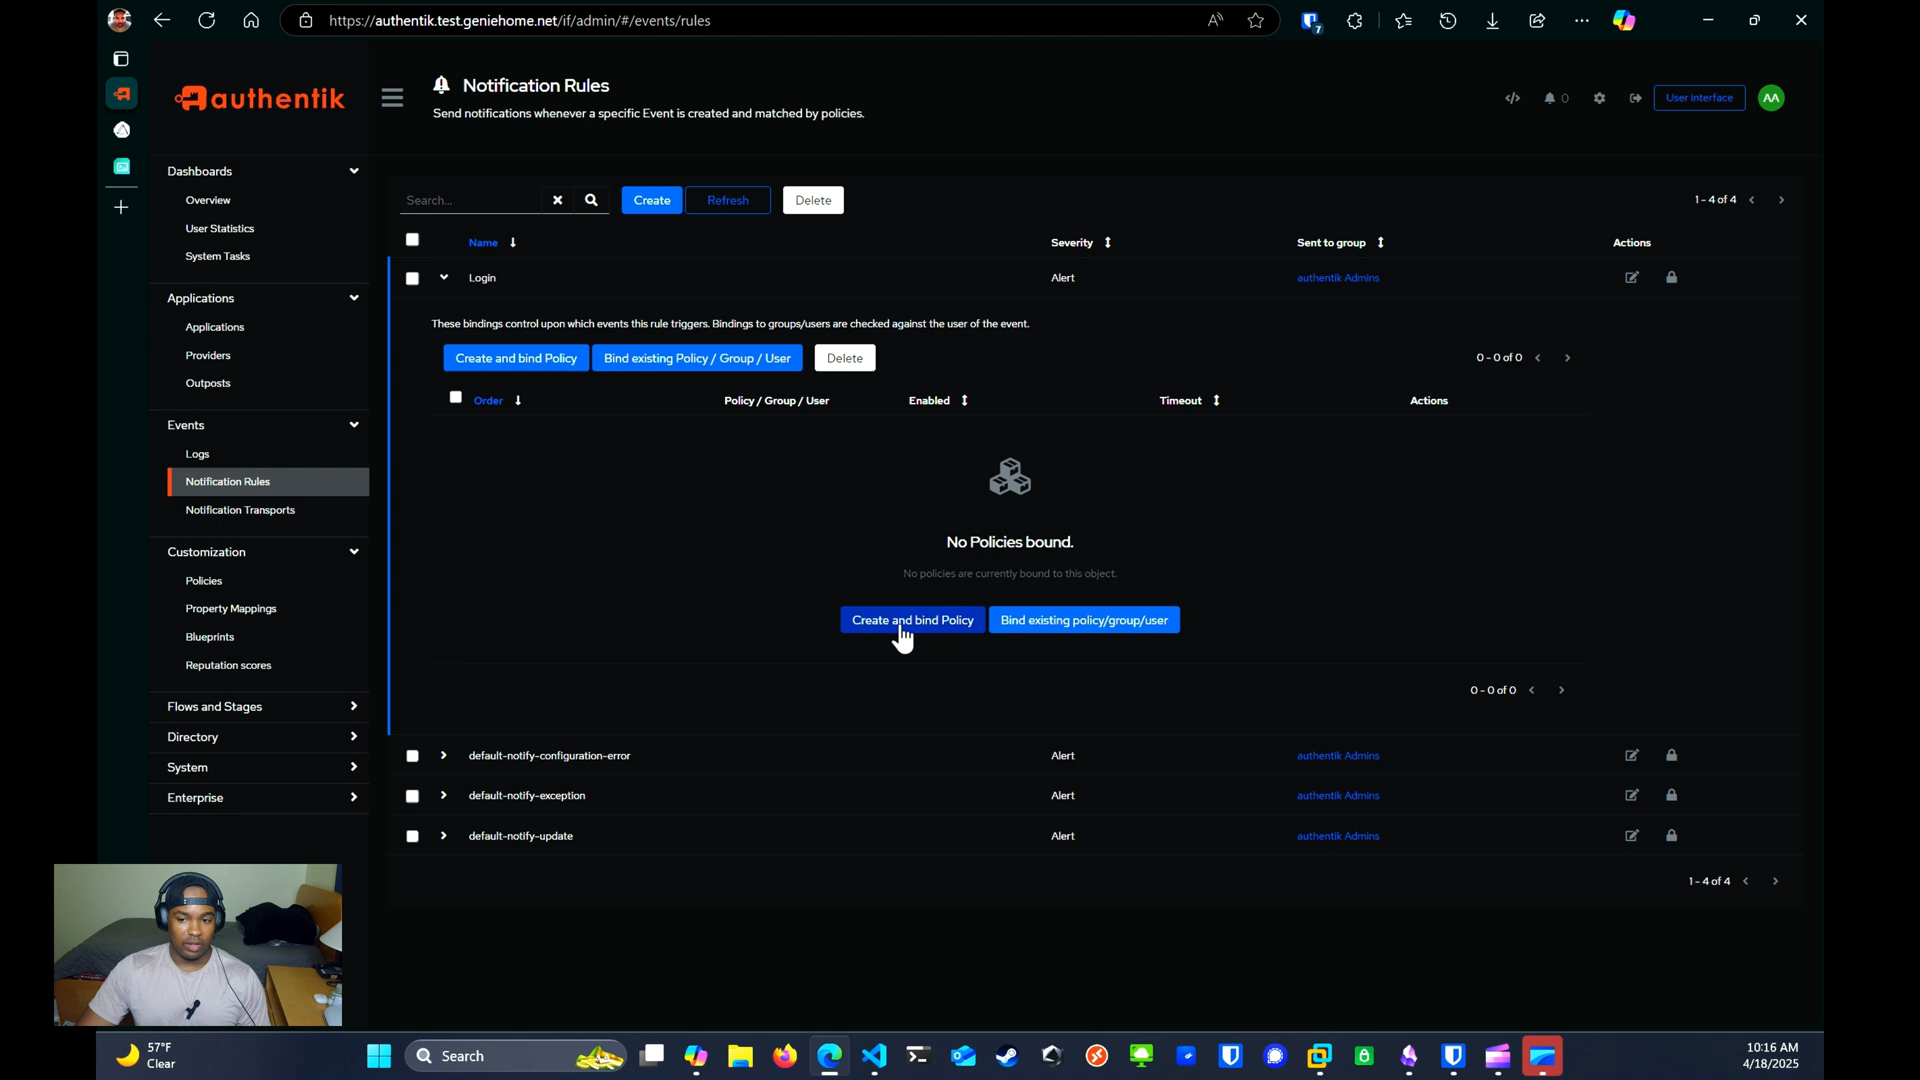 https://authentik.test.geniehome.net/if/admin/#/events/rules
7
authentik
Notification Rules
Send notifications whenever a specific Event is created and matched by policies.
0
User interface
AA
Dashboards
Overview
User Statistics
System Tasks
Applications
Applications
Providers
Outposts
Events
Logs
Notification Rules
Notification Transports
Customization
Policies
Property Mappings
Blueprints
Reputation scores
Flows and Stages
Directory
System
Enterprise
Search...
Create
Refresh
Delete
1 - 4 of 4
Name
Severity
Sent to group
Actions
Login
Alert
authentik Admins
These bindings control upon which events this rule triggers. Bindings to groups/users are checked against the user of the event.
Create and bind Policy
Bind existing Policy / Group / User
Delete
0 - 0 of 0
Order
Policy / Group / User
Enabled
Timeout
Actions
No Policies bound.
No policies are currently bound to this object.
Create and bind Policy
Bind existing policy/group/user
0 - 0 of 0
default-notify-configuration-error
Alert
authentik Admins
default-notify-exception
Alert
authentik Admins
default-notify-update
Alert
authentik Admins
1 - 4 of 4
57°F
Clear
Search
10:16 AM
4/18/2025